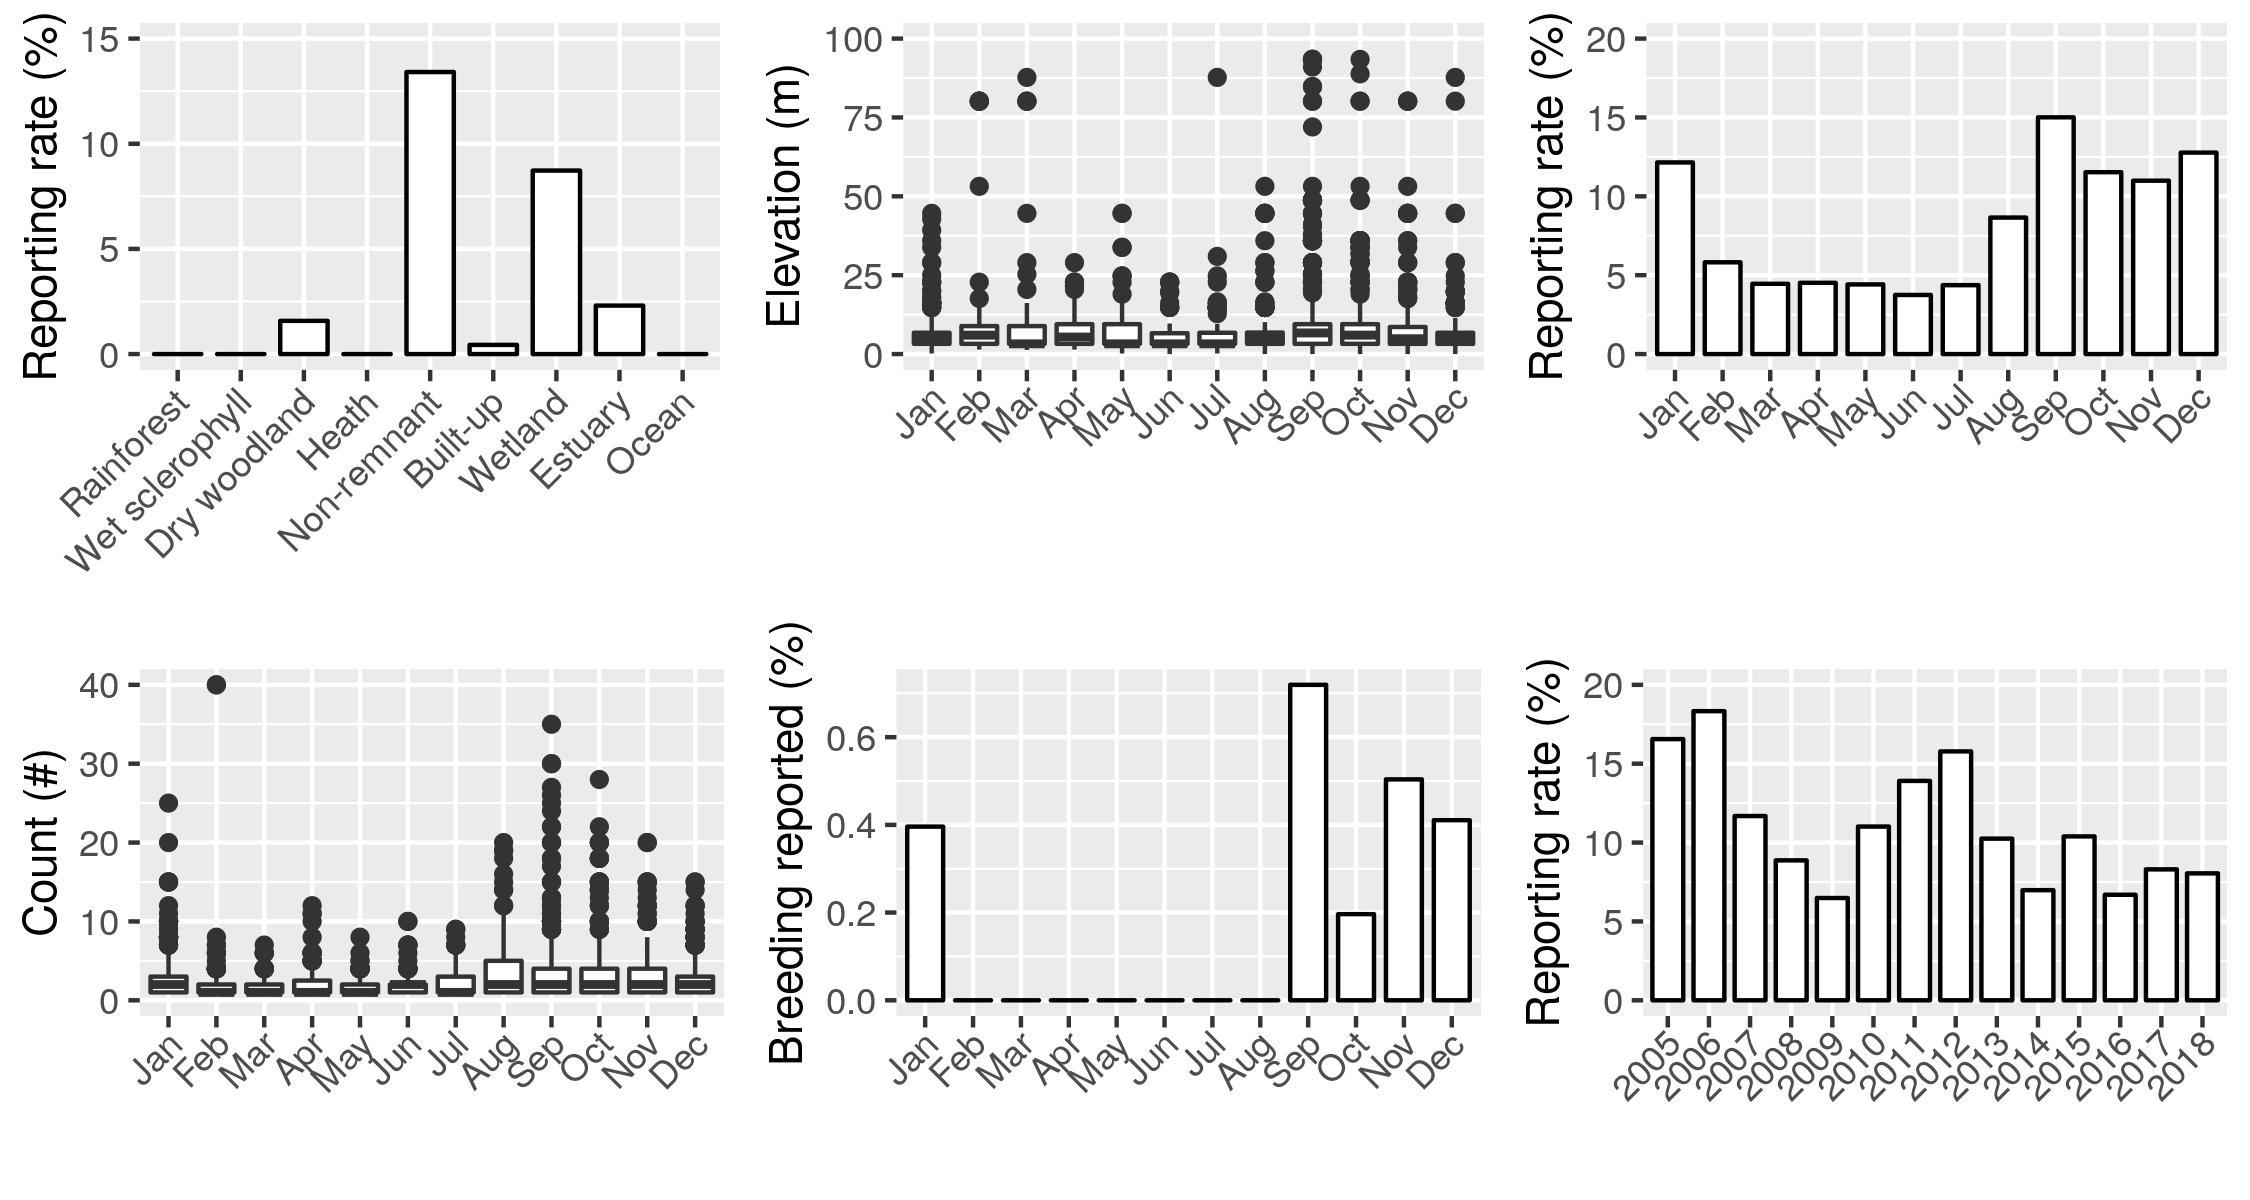 Reporting rate (%)
15
10
5
0
Rainforest
Wet sclerophyll
Dry woodland
Heath
Non-remnant
Built-up
Wetland
Estuary
Ocean
Elevation (m)
100
75
50
25
0
Jan Feb Mar Apr May Jun Jul Aug Sep Oct Nov Dec
Reporting rate (%)
20
15
10
5
0
Jan Feb Mar Apr May Jun Jul Aug Sep Oct Nov Dec
Count (#)
40
30
20
10
0
Jan Feb Mar Apr May Jun Jul Aug Sep Oct Nov Dec
Breeding reported (%)
0.6
0.4
0.2
0.0
Jan Feb Mar Apr May Jun Jul Aug Sep Oct Nov Dec
Reporting rate (%)
20
15
10
5
0
2005 2006 2007 2008 2009 2010 2011 2012 2013 2014 2015 2016 2017 2018